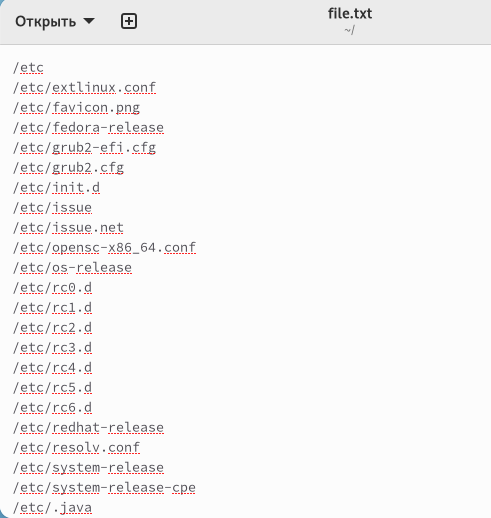 Открыть
file.txt
~/
/etc
/etc/extlinux.conf
/etc/favicon.png
/etc/fedora-release
/etc/grub2-efi.cfg
/etc/grub2.cfg
/etc/init.d
/etc/issue
/etc/issue.net
/etc/opensc-x86_64.conf
/etc/os-release
/etc/rc0.d
/etc/rc1.d
/etc/rc2.d
/etc/rc3.d
/etc/rc4.d
/etc/rc5.d
/etc/rc6.d
/etc/redhat-release
/etc/resolv.conf
/etc/system-release
/etc/system-release-cpe
/etc/.java